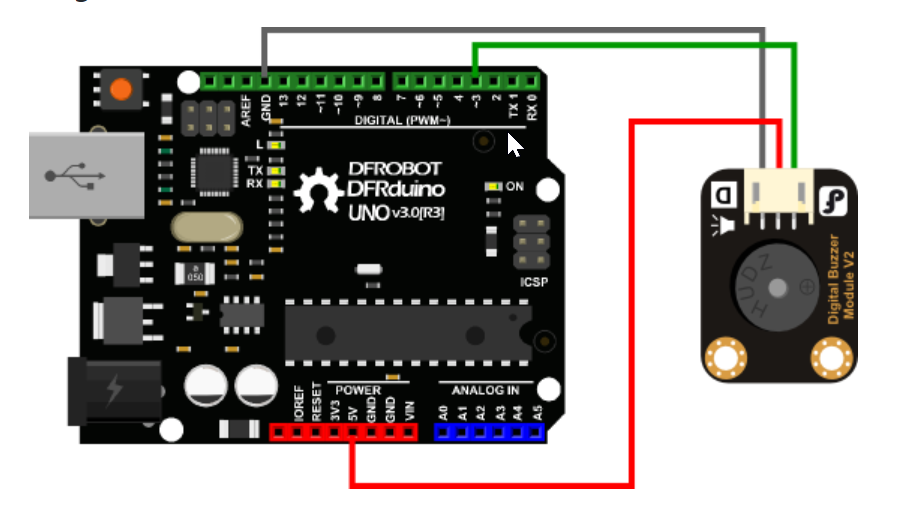 AREF
GND
13
12
~11
~10
~9
8
7
~6
~5
4
~3
2
TX 1
RX 0
DIGITAL (PWM~)
L
TX
RX
DFROBOT
DFRduino
UNO v3.0[R3]
ON
ICSP
050
POWER
ANALOG IN
IOREF
RESET
3V3
5V
GND
GND
VIN
A0
A1
A2
A3
A4
A5
D
HUDZ
Digital Buzzer
Module V2